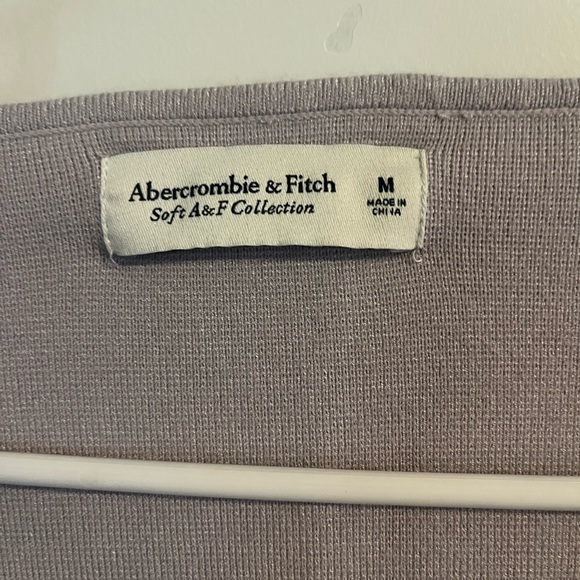 Abercrombie & Fitch
Soft A&F Collection
M
MADE IN
CHINA